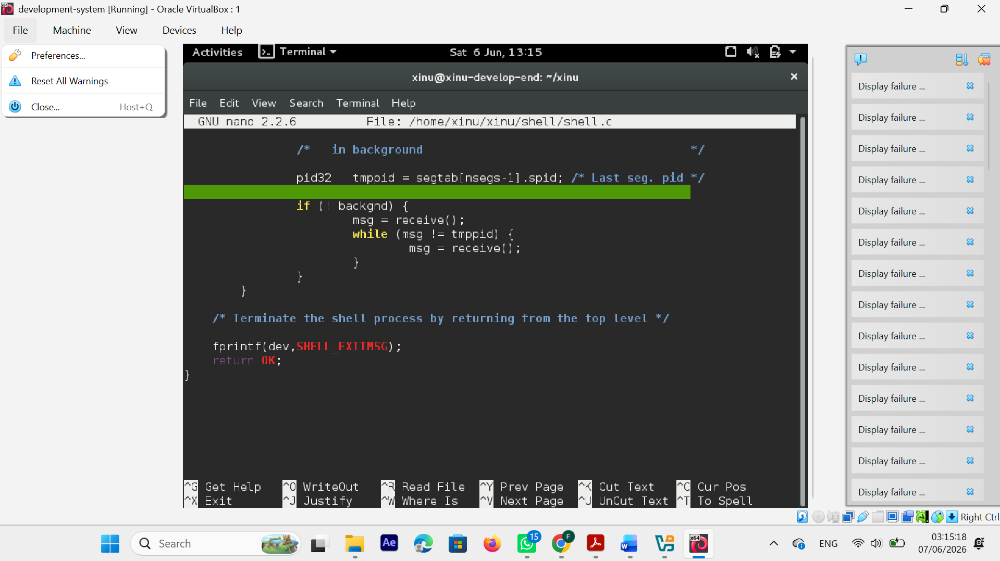 development-system [Running] - Oracle VirtualBox : 1
File Machine View Devices Help
Preferences...
Reset All Warnings
Close... Host+Q
Activities Terminal Sat 6 Jun, 13:15
xinu@xinu-develop-end: ~/xinu
File Edit View Search Terminal Help
GNU nano 2.2.6 File: /home/xinu/xinu/shell/shell.c
/* in background */
pid32 tmppid = segtab[nsegs-1].spid; /* Last seg. pid */
if (! backgnd) {
msg = receive();
while (msg != tmppid) {
msg = receive();
}
}
}
/* Terminate the shell process by returning from the top level */
fprintf(dev,SHELL_EXITMSG);
return OK;
}
^G Get Help ^O WriteOut ^R Read File ^Y Prev Page ^K Cut Text ^C Cur Pos
^X Exit ^J Justify ^W Where Is ^V Next Page ^U UnCut Text ^T To Spell
Display failure ...
Display failure ...
Display failure ...
Display failure ...
Display failure ...
Display failure ...
Display failure ...
Display failure ...
Display failure ...
Display failure ...
Display failure ...
Display failure ...
Display failure ...
Display failure ...
Right Ctrl
Search
Ae
15
F
W
x64
ENG
03:15:18
07/06/2026